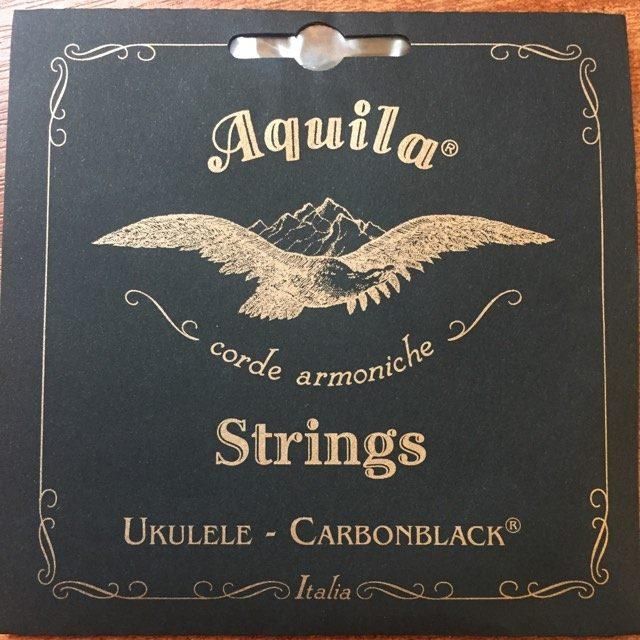 Aquila®
corde armoniche
Strings
UKULELE - CARBONBLACK®
Italia